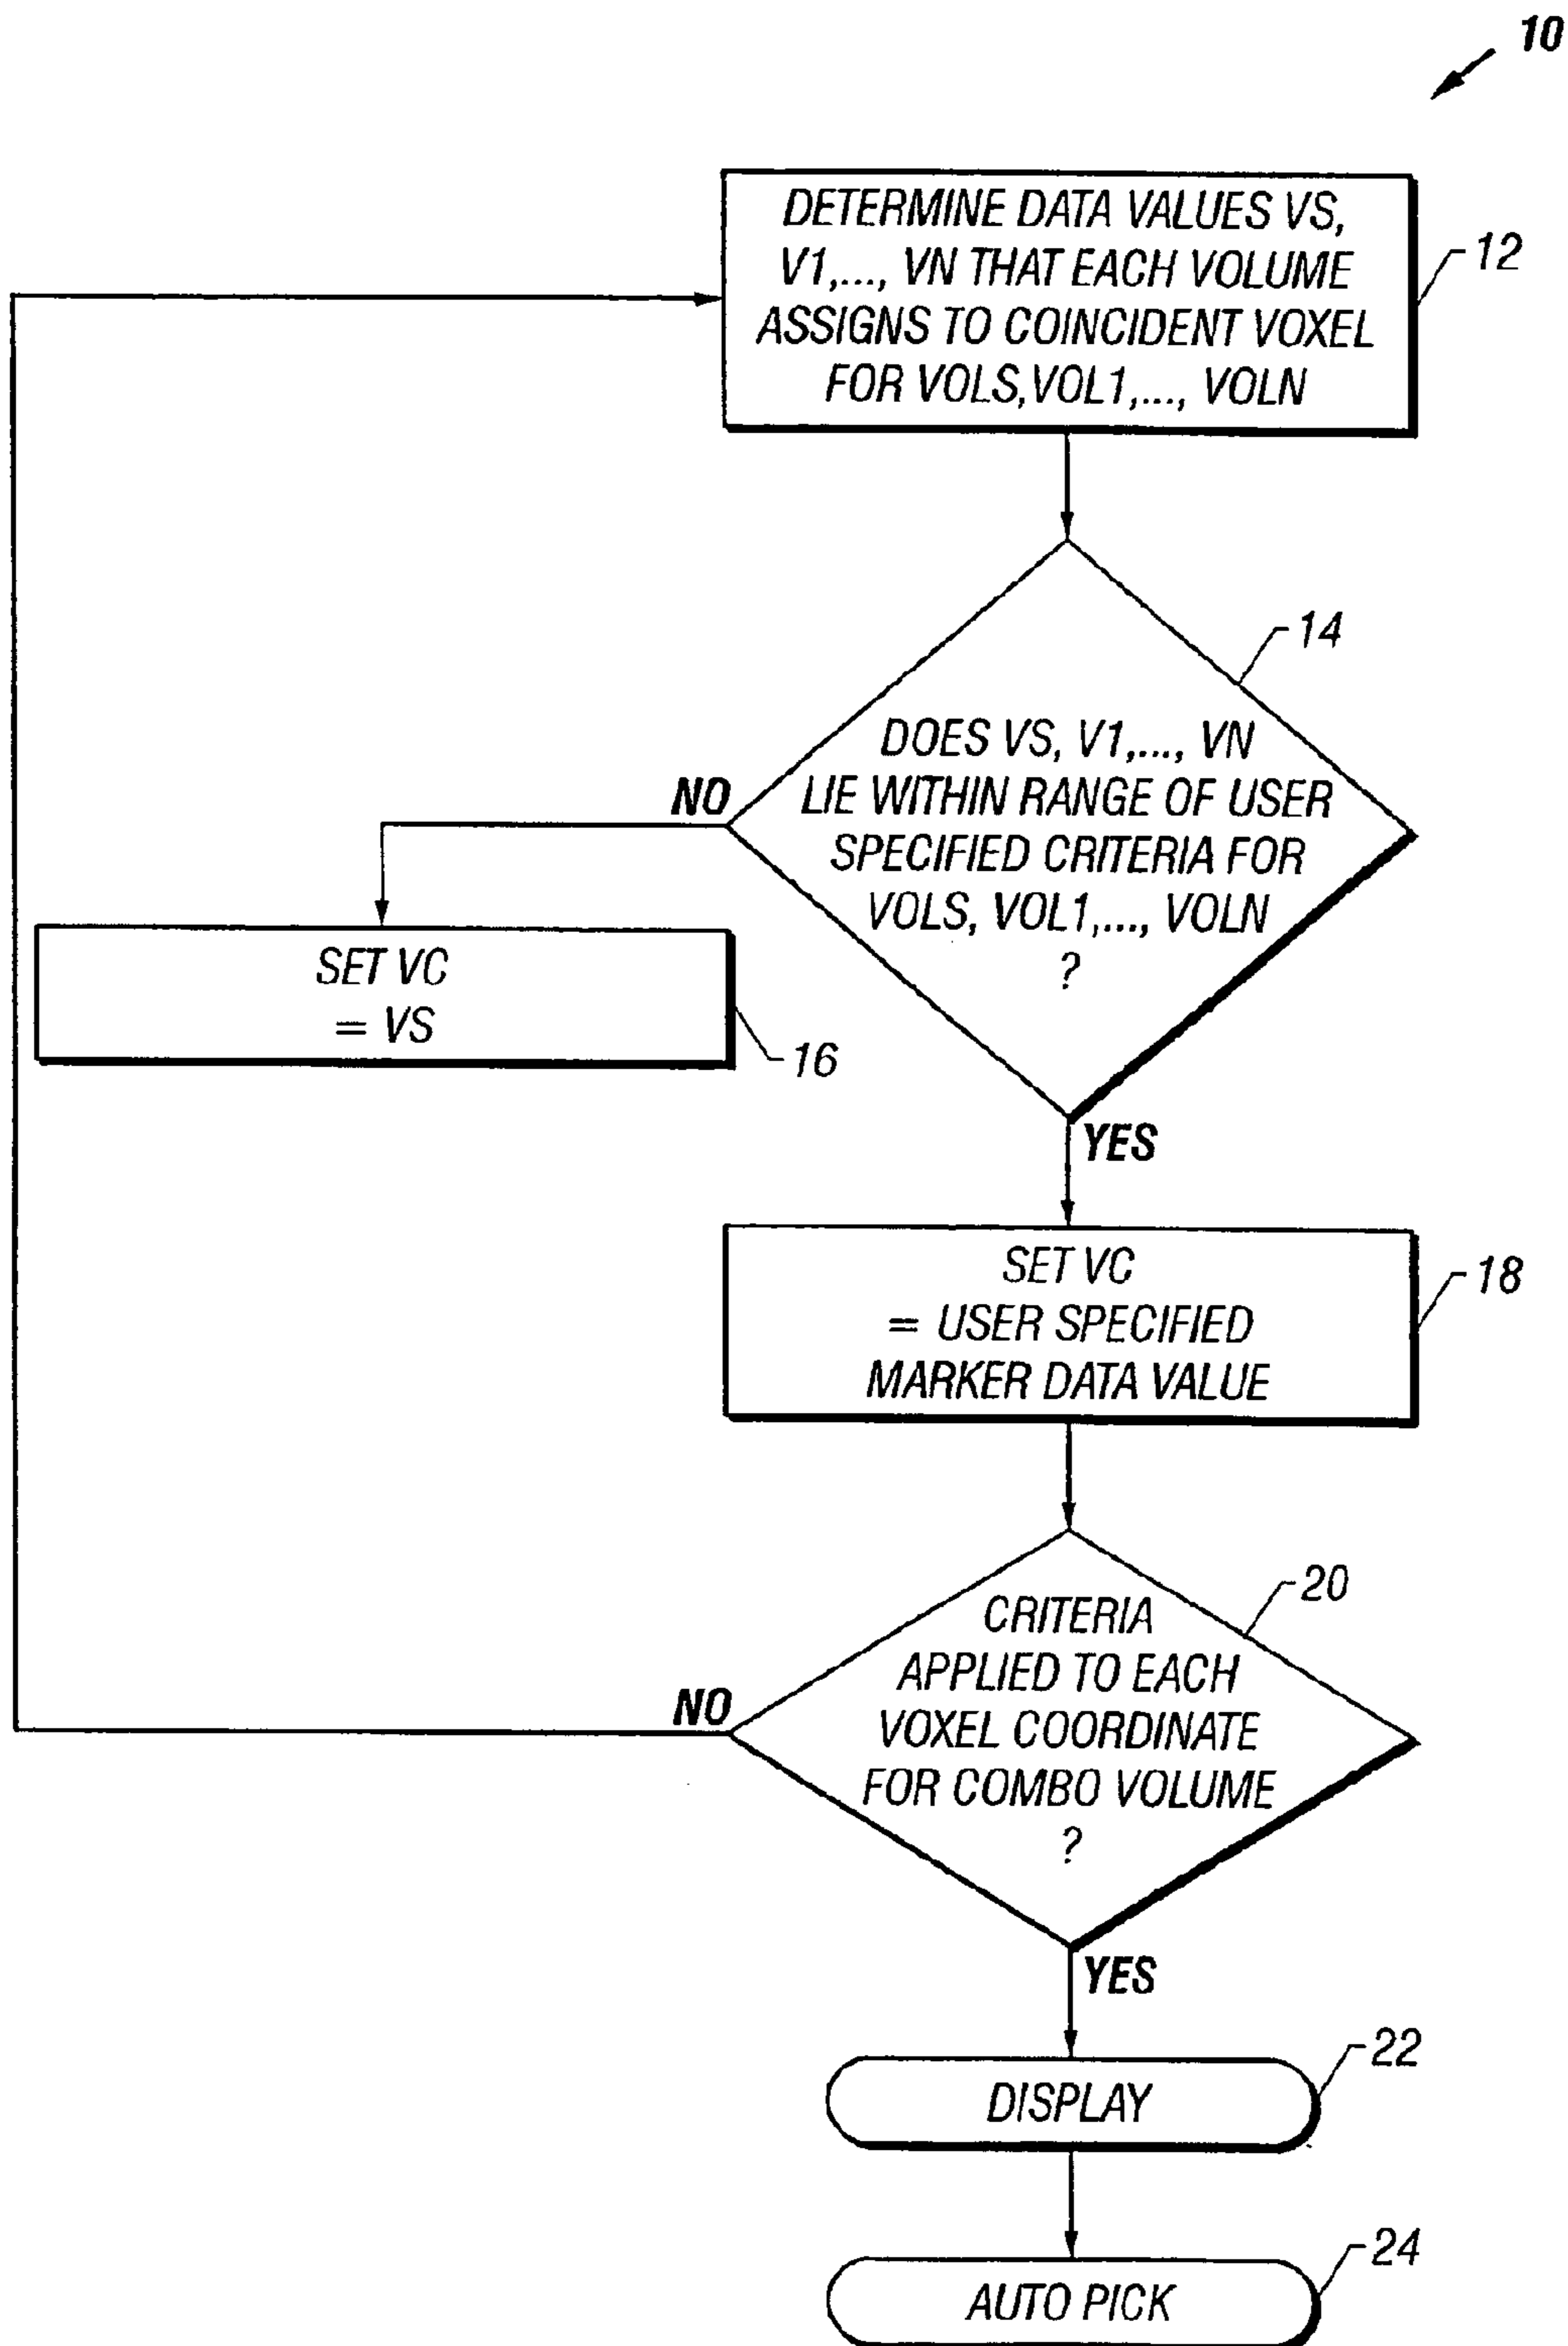 10
DETERMINE DATA VALUES VS,
V1,..., VN THAT EACH VOLUME
ASSIGNS TO COINCIDENT VOXEL
FOR VOLS,VOL1,..., VOLN
12
14
DOES VS, V1,..., VN
LIE WITHIN RANGE OF USER
SPECIFIED CRITERIA FOR
VOLS, VOL1,..., VOLN
?
NO
SET VC
= VS
16
YES
SET VC
= USER SPECIFIED
MARKER DATA VALUE
18
20
CRITERIA
APPLIED TO EACH
VOXEL COORDINATE
FOR COMBO VOLUME
?
NO
YES
22
DISPLAY
24
AUTO PICK